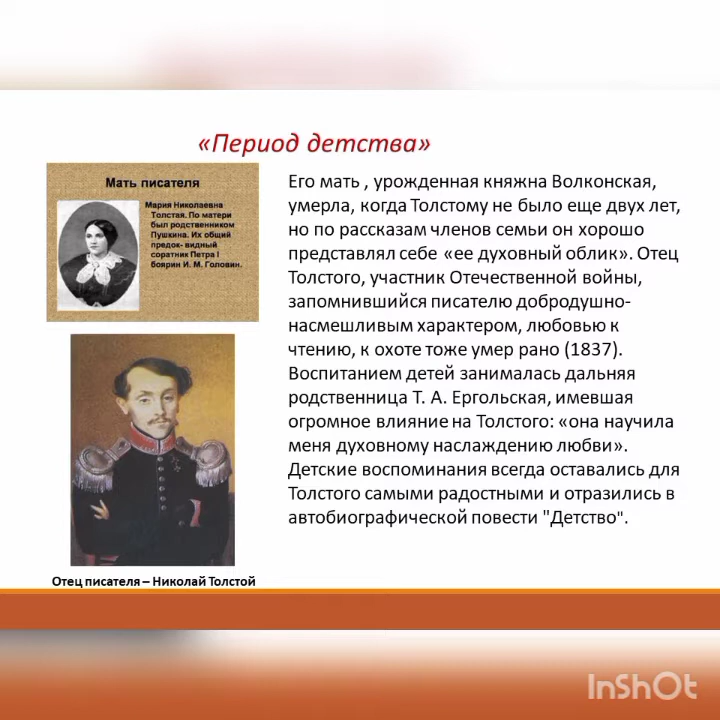 «Период детства»
Мать писателя
Мария Николаевна
Толстая. По матери
был родственником
Пушкина. Их общий
предок- видный
соратник Петра I
боярин И. М. Головин.
Его мать , урожденная княжна Волконская,
умерла, когда Толстому не было еще двух лет,
но по рассказам членов семьи он хорошо
представлял себе «ее духовный облик». Отец
Толстого, участник Отечественной войны,
запомнившийся писателю добродушно-
насмешливым характером, любовью к
чтению, к охоте тоже умер рано (1837).
Воспитанием детей занималась дальняя
родственница Т. А. Ергольская, имевшая
огромное влияние на Толстого: «она научила
меня духовному наслаждению любви».
Детские воспоминания всегда оставались для
Толстого самыми радостными и отразились в
автобиографической повести "Детство".
Отец писателя – Николай Толстой
InShOt